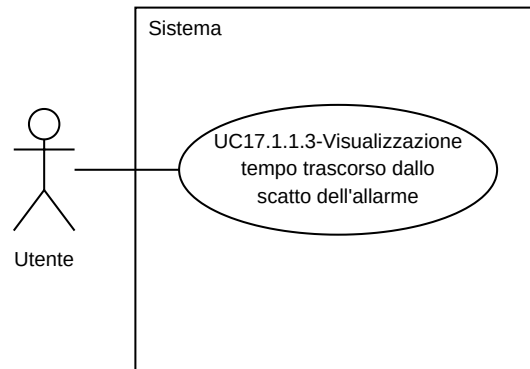 Sistema
UC17.1.1.3-Visualizzazione
tempo trascorso dallo
scatto dell'allarme
Utente